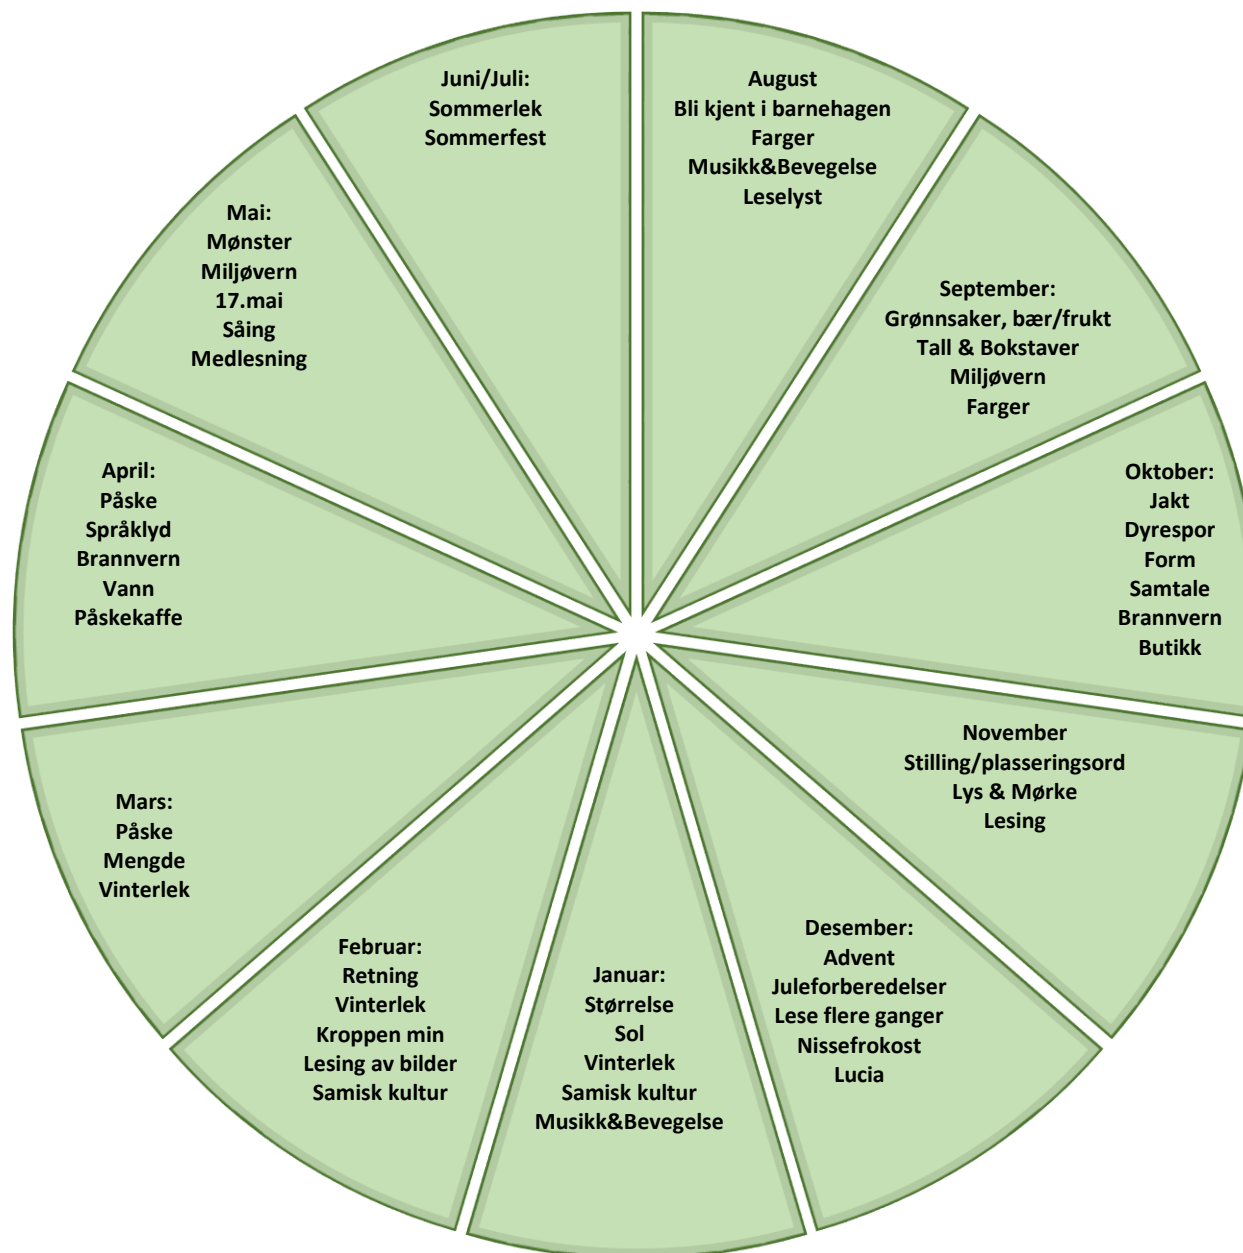 Juni/Juli:
Sommerlek
Sommerfest
August
Bli kjent i barnehagen
Farger
Musikk&Bevegelse
Leselyst
September:
Grønnsaker, bær/frukt
Tall & Bokstaver
Miljøvern
Farger
Oktober:
Jakt
Dyrespor
Form
Samtale
Brannvern
Butikk
November
Stilling/plasseringsord
Lys & Mørke
Lesing
Desember:
Advent
Juleforberedelser
Lese flere ganger
Nissefrokost
Lucia
Januar:
Størrelse
Sol
Vinterlek
Samisk kultur
Musikk&Bevegelse
Februar:
Retning
Vinterlek
Kroppen min
Lesing av bilder
Samisk kultur
Mars:
Påske
Mengde
Vinterlek
April:
Påske
Språklyd
Brannvern
Vann
Påskekaffe
Mai:
Mønster
Miljøvern
17.mai
Såing
Medlesning